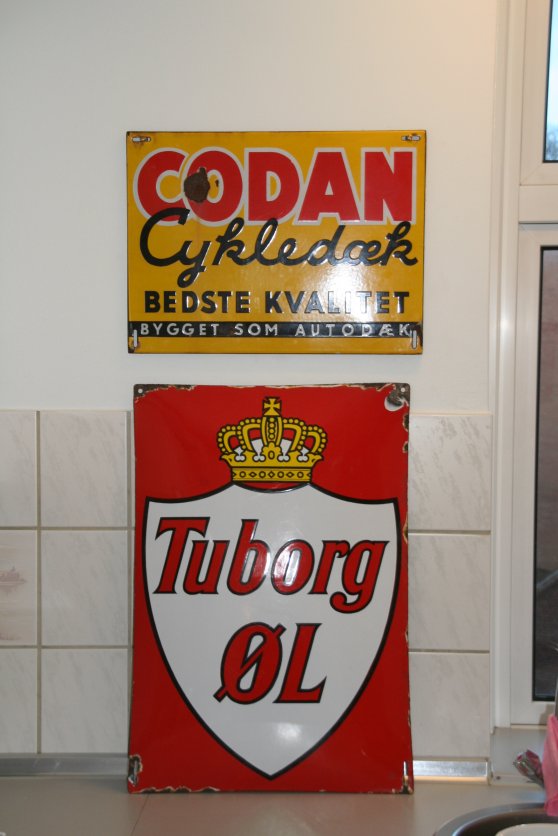 CODAN
Cykledæk
BEDSTE KVALITET
BYGGET SOM AUTODÆK
Tuborg
ØL